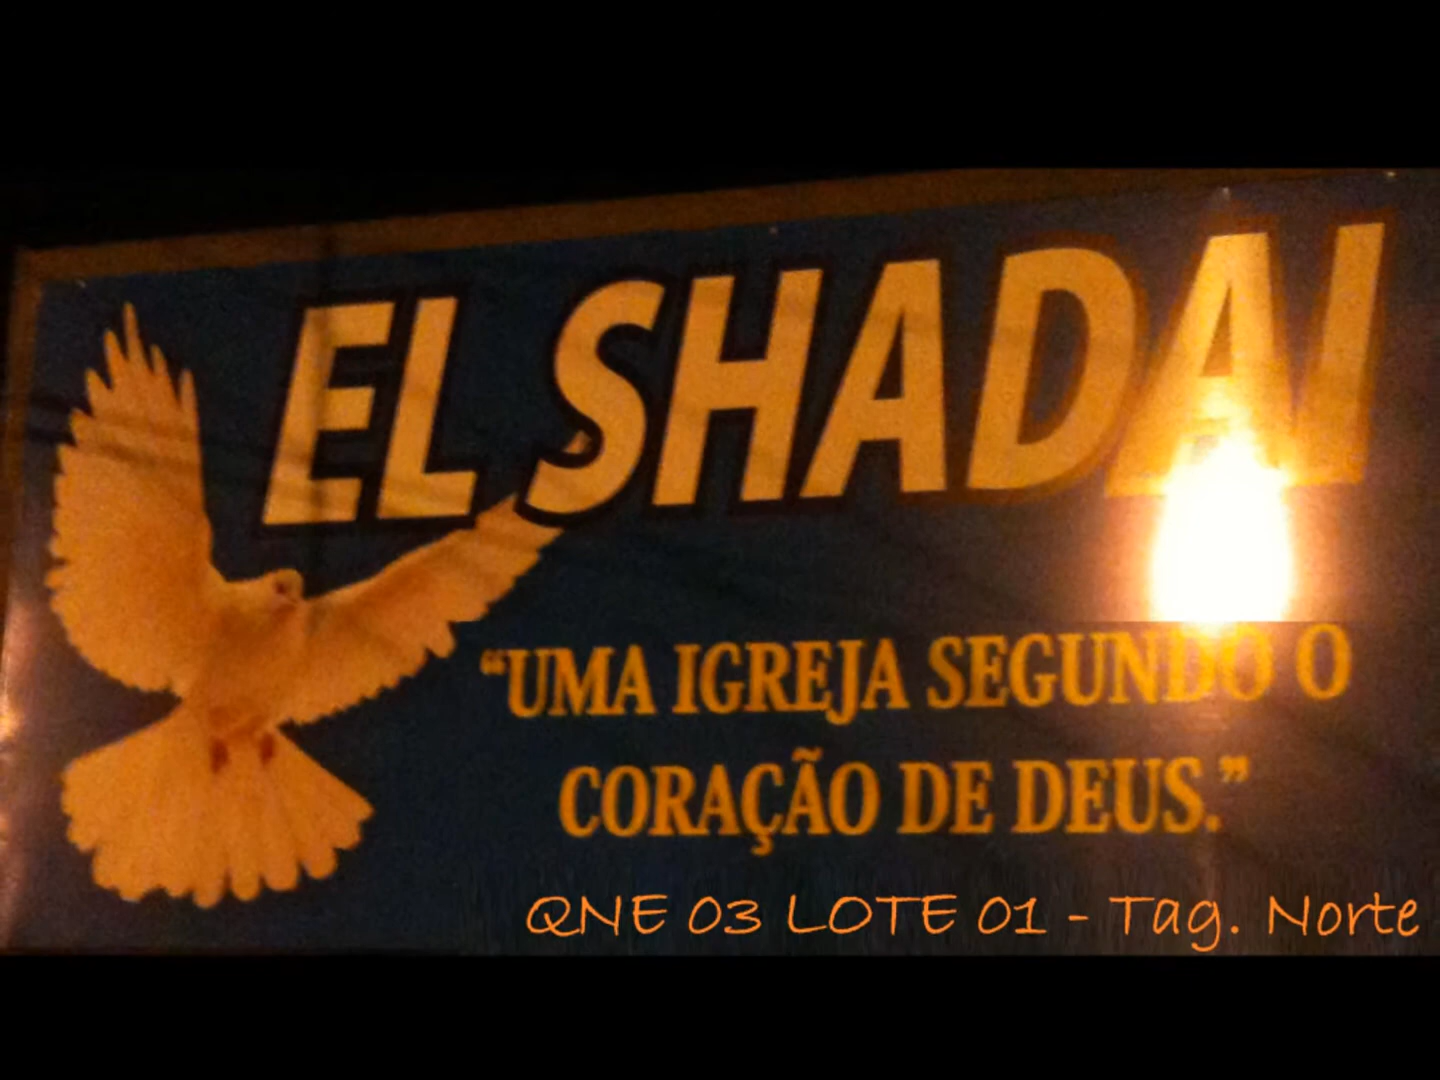 EL SHADAI
“UMA IGREJA SEGUNDO O
CORAÇÃO DE DEUS.”
QNE 03 LOTE 01 - Tag. Norte